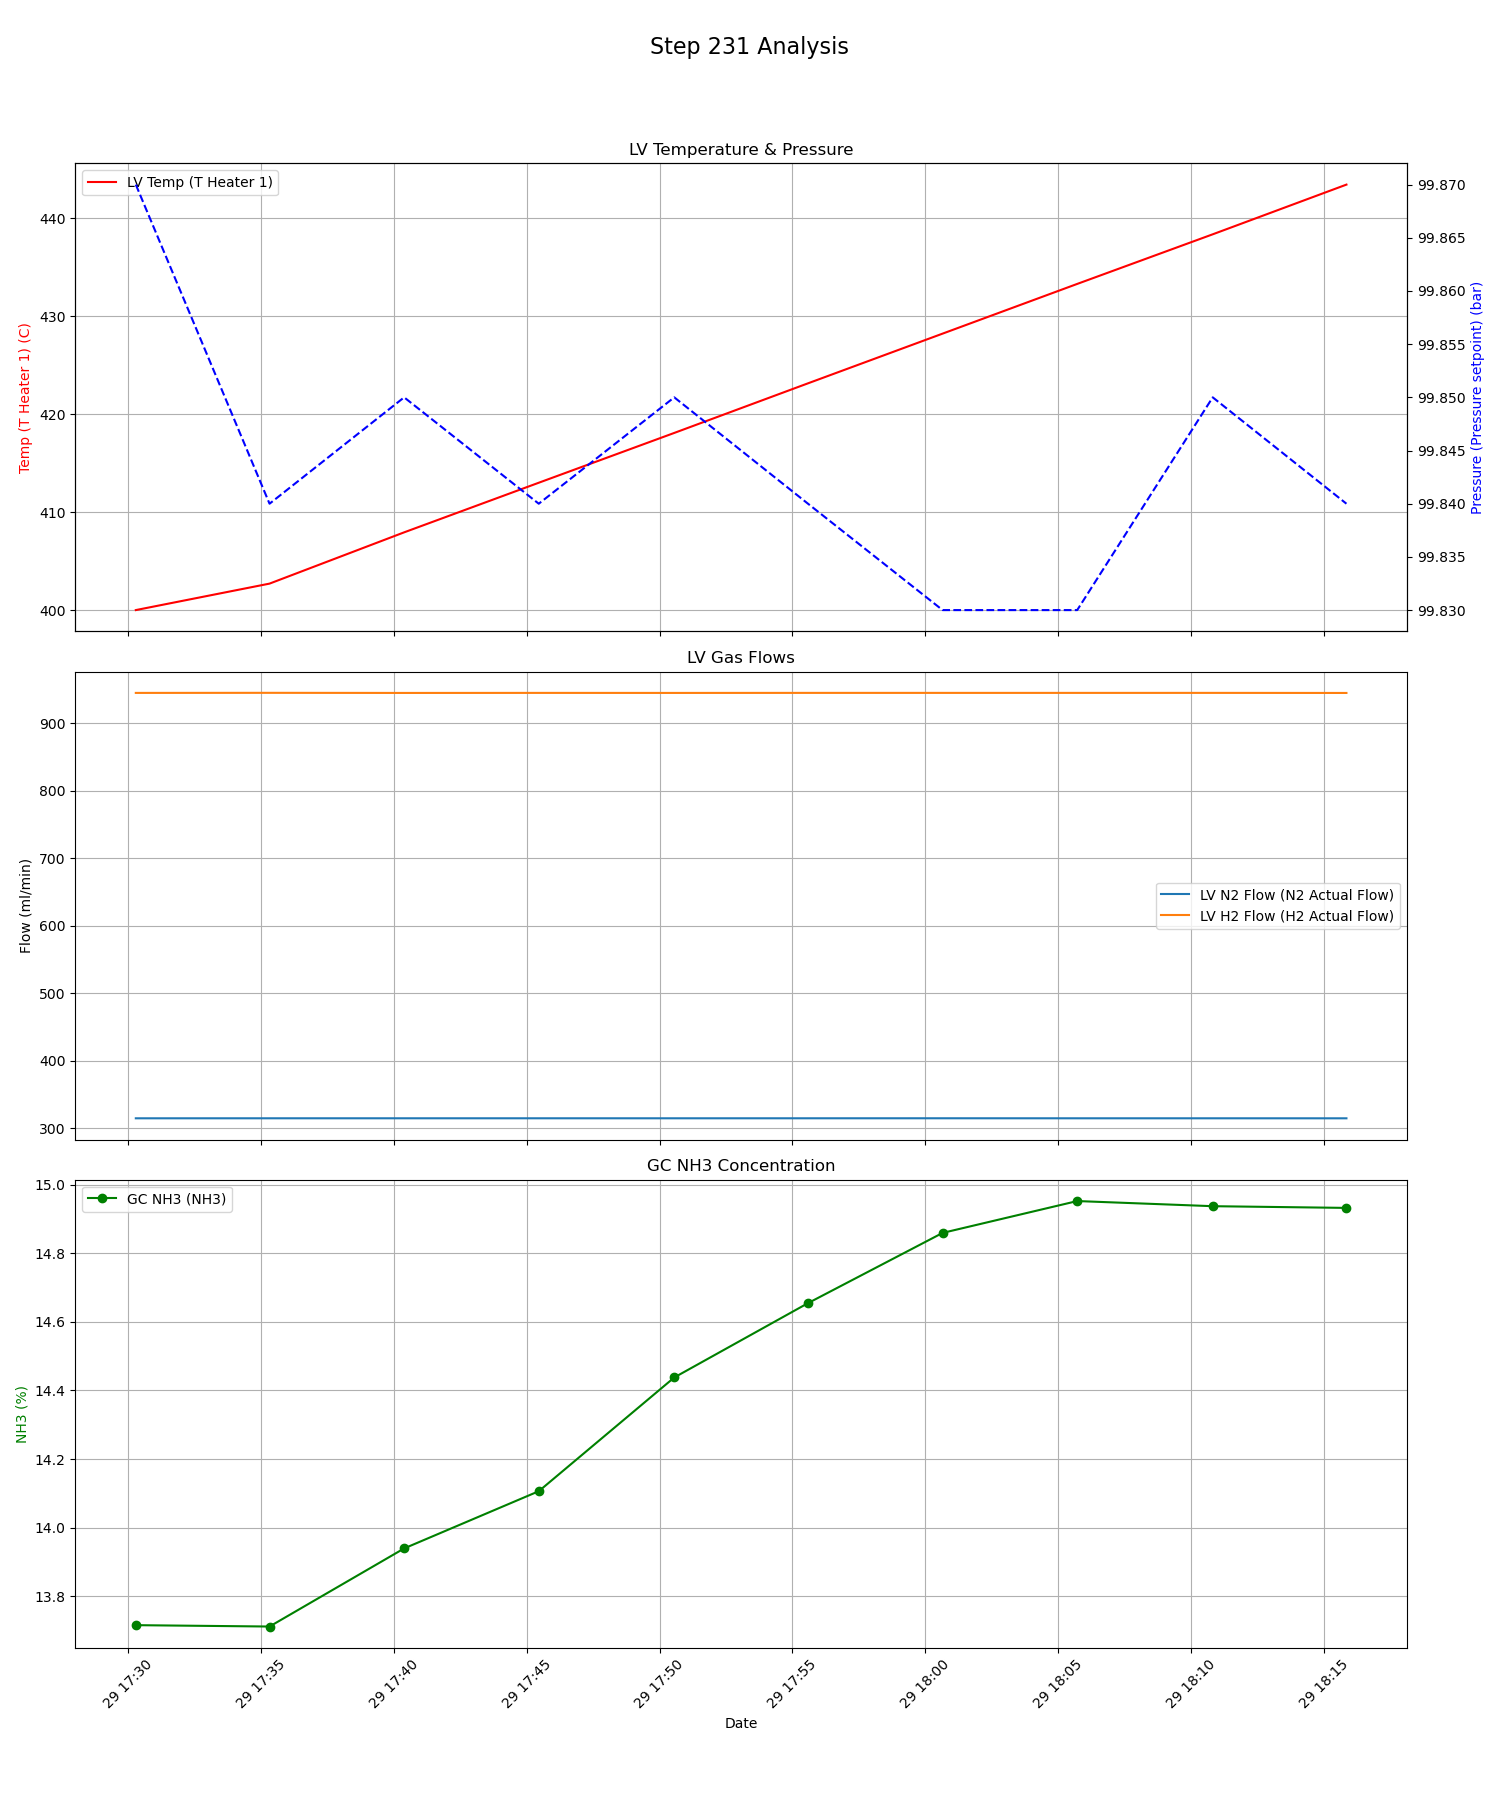 Step 231 Analysis
LV Temperature & Pressure
LV Temp (T Heater 1)
Temp (T Heater 1) (C)
440
430
420
410
400
99.870
99.865
99.860
99.855
99.850
99.845
99.840
99.835
99.830
Pressure (Pressure setpoint) (bar)
LV Gas Flows
Flow (ml/min)
900
800
700
600
500
400
300
LV N2 Flow (N2 Actual Flow)
LV H2 Flow (H2 Actual Flow)
GC NH3 Concentration
GC NH3 (NH3)
NH3 (%)
15.0
14.8
14.6
14.4
14.2
14.0
13.8
29 17:30
29 17:35
29 17:40
29 17:45
29 17:50
29 17:55
29 18:00
29 18:05
29 18:10
29 18:15
Date